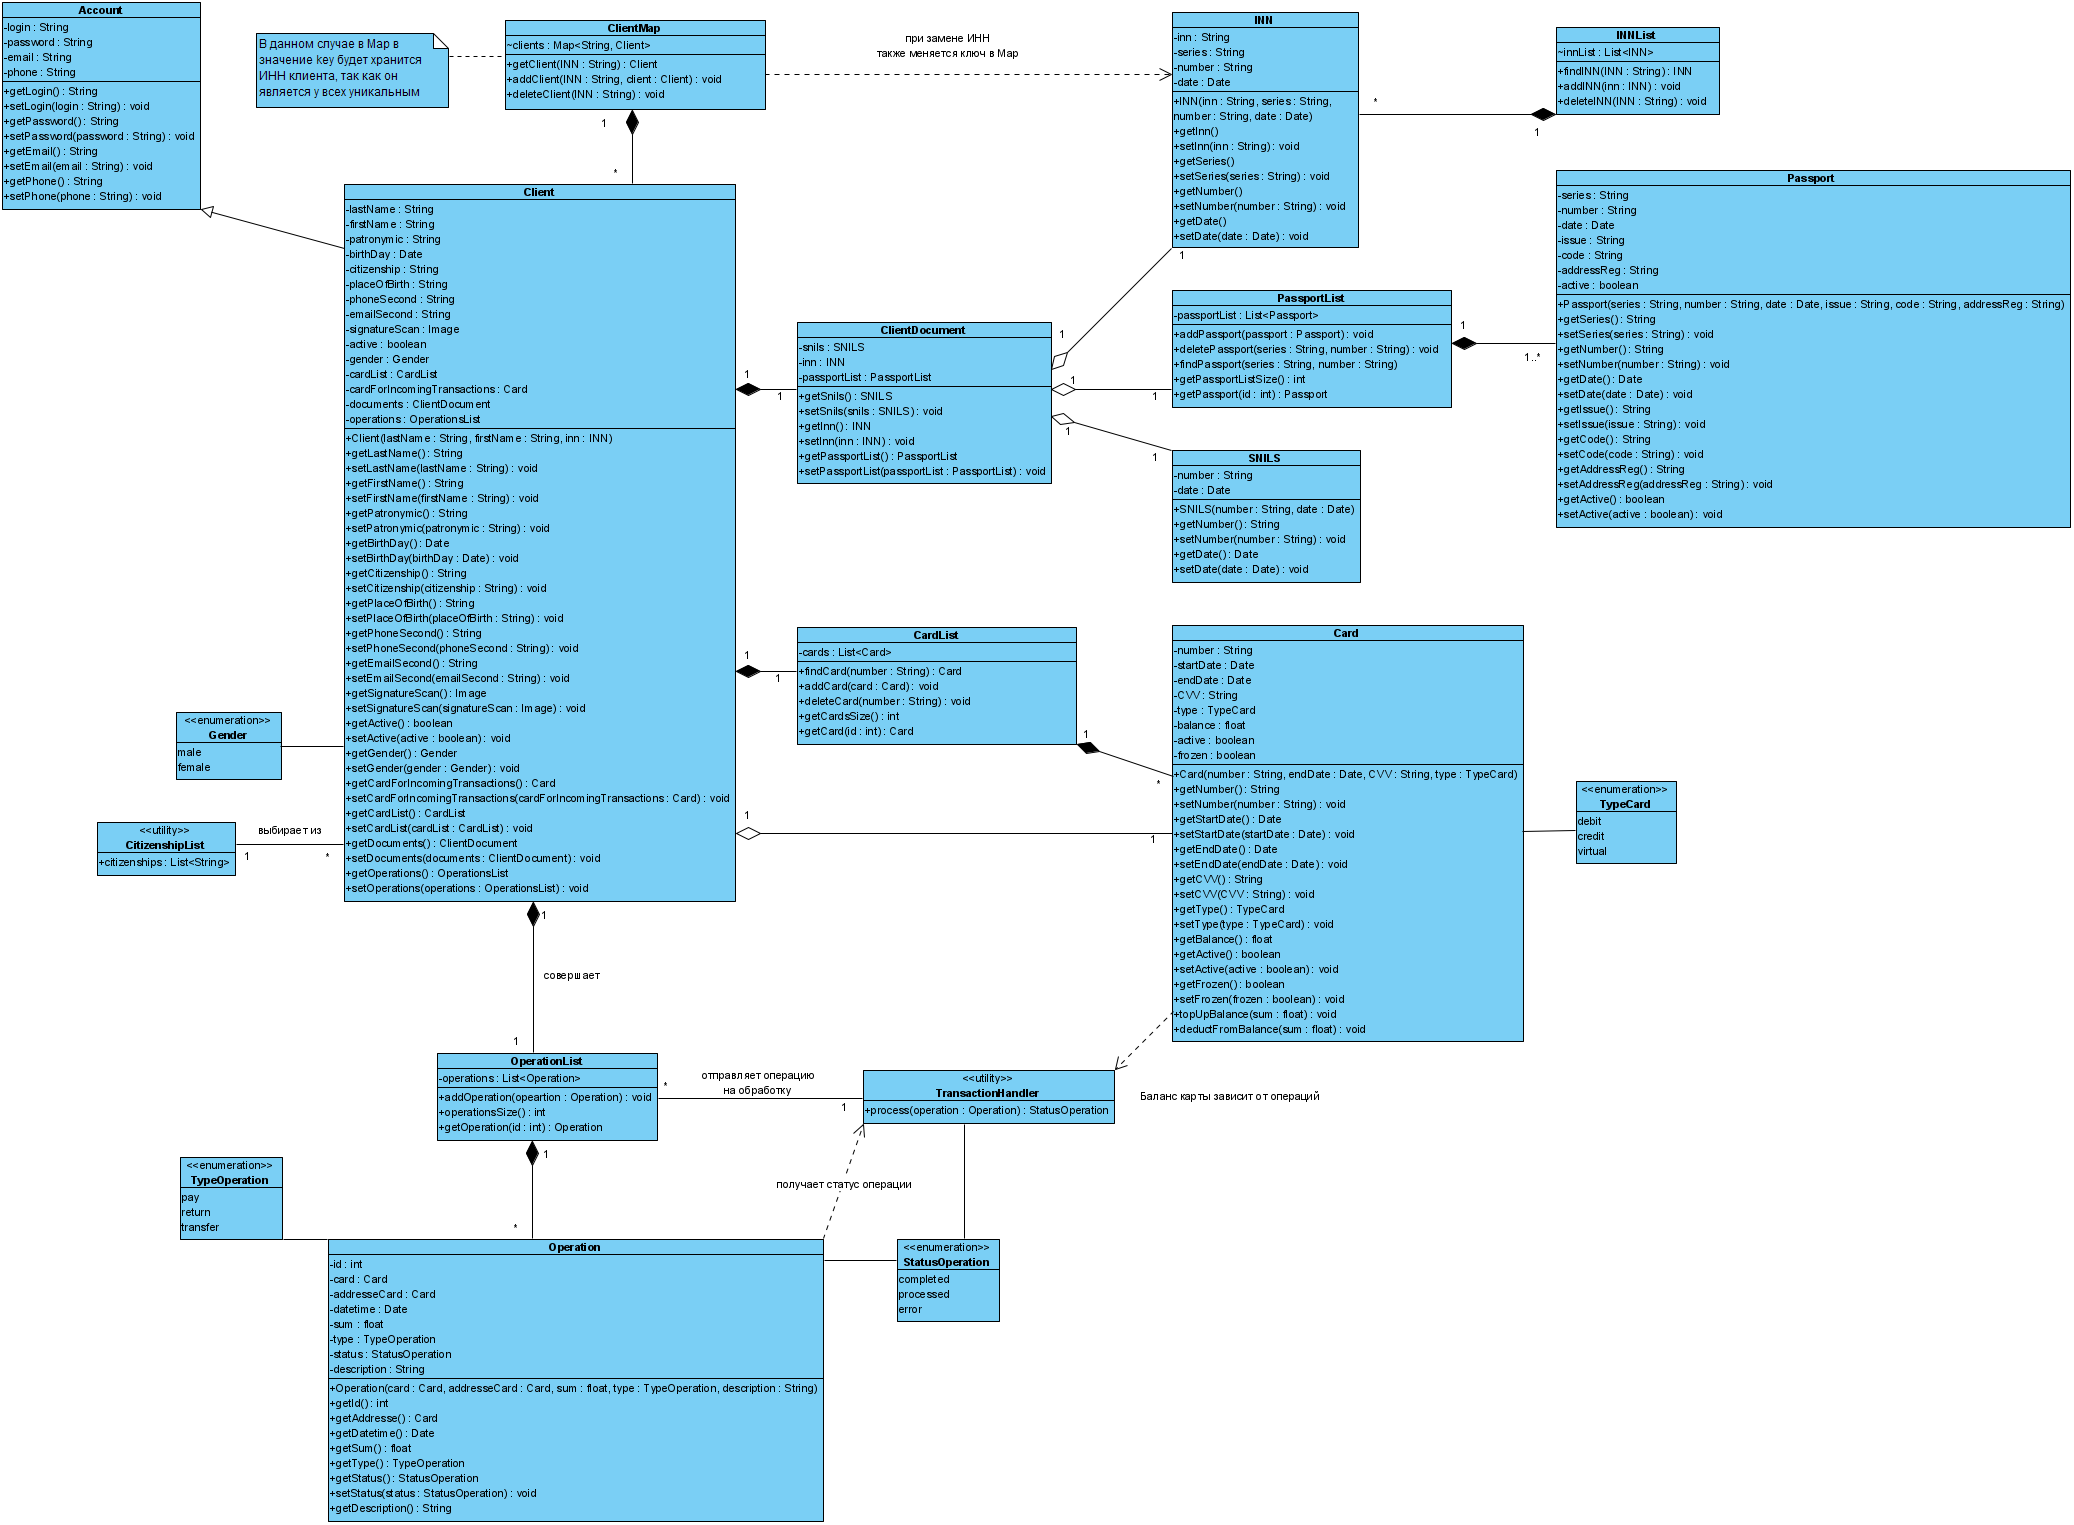 Account
-login : String
-password : String
-email : String
-phone : String
+getLogin() : String
+setLogin(login : String) : void
+getPassword() : String
+setPassword(password : String) : void
+getEmail() : String
+setEmail(email : String) : void
+getPhone() : String
+setPhone(phone : String) : void
В данном случае в Map в
значение key будет хранится
ИНН клиента, так как он
является у всех уникальным
ClientMap
~clients : Map<String, Client>
+getClient(INN : String) : Client
+addClient(INN : String, client : Client) : void
+deleteClient(INN : String) : void
при замене ИНН
также меняется ключ в Map
1
*
INN
-inn : String
-series : String
-number : String
-date : Date
+INN(inn : String, series : String,
number : String, date : Date)
+getInn()
+setInn(inn : String) : void
+getSeries()
+setSeries(series : String) : void
+getNumber()
+setNumber(number : String) : void
+getDate()
+setDate(date : Date) : void
*
1
INNList
~innList : List<INN>
+findINN(INN : String) : INN
+addINN(inn : INN) : void
+deleteINN(INN : String) : void
Client
-lastName : String
-firstName : String
-patronymic : String
-birthDay : Date
-citizenship : String
-placeOfBirth : String
-phoneSecond : String
-emailSecond : String
-signatureScan : Image
-active : boolean
-gender : Gender
-cardList : CardList
-cardForIncomingTransactions : Card
-documents : ClientDocument
-operations : OperationsList
+Client(lastName : String, firstName : String, inn : INN)
+getLastName() : String
+setLastName(lastName : String) : void
+getFirstName() : String
+setFirstName(firstName : String) : void
+getPatronymic() : String
+setPatronymic(patronymic : String) : void
+getBirthDay() : Date
+setBirthDay(birthDay : Date) : void
+getCitizenship() : String
+setCitizenship(citizenship : String) : void
+getPlaceOfBirth() : String
+setPlaceOfBirth(placeOfBirth : String) : void
+getPhoneSecond() : String
+setPhoneSecond(phoneSecond : String) : void
+getEmailSecond() : String
+setEmailSecond(emailSecond : String) : void
+getSignatureScan() : Image
+setSignatureScan(signatureScan : Image) : void
+getActive() : boolean
+setActive(active : boolean) : void
+getGender() : Gender
+setGender(gender : Gender) : void
+getCardForIncomingTransactions() : Card
+setCardForIncomingTransactions(cardForIncomingTransactions : Card) : void
+getCardList() : CardList
+setCardList(cardList : CardList) : void
+getDocuments() : ClientDocument
+setDocuments(documents : ClientDocument) : void
+getOperations() : OperationsList
+setOperations(operations : OperationsList) : void
1
1
ClientDocument
-snils : SNILS
-inn : INN
-passportList : PassportList
+getSnils() : SNILS
+setSnils(snils : SNILS) : void
+getInn() : INN
+setInn(inn : INN) : void
+getPassportList() : PassportList
+setPassportList(passportList : PassportList) : void
1
1
1
1
1
1
PassportList
-passportList : List<Passport>
+addPassport(passport : Passport) : void
+deletePassport(series : String, number : String) : void
+findPassport(series : String, number : String)
+getPassportListSize() : int
+getPassport(id : int) : Passport
1
1..*
Passport
-series : String
-number : String
-date : Date
-issue : String
-code : String
-addressReg : String
-active : boolean
+Passport(series : String, number : String, date : Date, issue : String, code : String, addressReg : String)
+getSeries() : String
+setSeries(series : String) : void
+getNumber() : String
+setNumber(number : String) : void
+getDate() : Date
+setDate(date : Date) : void
+getIssue() : String
+setIssue(issue : String) : void
+getCode() : String
+setCode(code : String) : void
+getAddressReg() : String
+setAddressReg(addressReg : String) : void
+getActive() : boolean
+setActive(active : boolean) : void
SNILS
-number : String
-date : Date
+SNILS(number : String, date : Date)
+getNumber() : String
+setNumber(number : String) : void
+getDate() : Date
+setDate(date : Date) : void
1
1
CardList
-cards : List<Card>
+findCard(number : String) : Card
+addCard(card : Card) : void
+deleteCard(number : String) : void
+getCardsSize() : int
+getCard(id : int) : Card
1
*
1
1
Card
-number : String
-startDate : Date
-endDate : Date
-CVV : String
-type : TypeCard
-balance : float
-active : boolean
-frozen : boolean
+Card(number : String, endDate : Date, CVV : String, type : TypeCard)
+getNumber() : String
+setNumber(number : String) : void
+getStartDate() : Date
+setStartDate(startDate : Date) : void
+getEndDate() : Date
+setEndDate(endDate : Date) : void
+getCVV() : String
+setCVV(CVV : String) : void
+getType() : TypeCard
+setType(type : TypeCard) : void
+getBalance() : float
+getActive() : boolean
+setActive(active : boolean) : void
+getFrozen() : boolean
+setFrozen(frozen : boolean) : void
+topUpBalance(sum : float) : void
+deductFromBalance(sum : float) : void
<<enumeration>>
TypeCard
debit
credit
virtual
<<enumeration>>
Gender
male
female
<<utility>>
CitizenshipList
+citizenships : List<String>
выбирает из
1
*
1
совершает
1
OperationList
-operations : List<Operation>
+addOperation(opeartion : Operation) : void
+operationsSize() : int
+getOperation(id : int) : Operation
*
отправляет операцию
на обработку
1
<<utility>>
TransactionHandler
+process(operation : Operation) : StatusOperation
Баланс карты зависит от операций
получает статус операции
1
*
<<enumeration>>
TypeOperation
pay
return
transfer
Operation
-id : int
-card : Card
-addresseCard : Card
-datetime : Date
-sum : float
-type : TypeOperation
-status : StatusOperation
-description : String
+Operation(card : Card, addresseCard : Card, sum : float, type : TypeOperation, description : String)
+getId() : int
+getAddresse() : Card
+getDatetime() : Date
+getSum() : float
+getType() : TypeOperation
+getStatus() : StatusOperation
+setStatus(status : StatusOperation) : void
+getDescription() : String
<<enumeration>>
StatusOperation
completed
processed
error